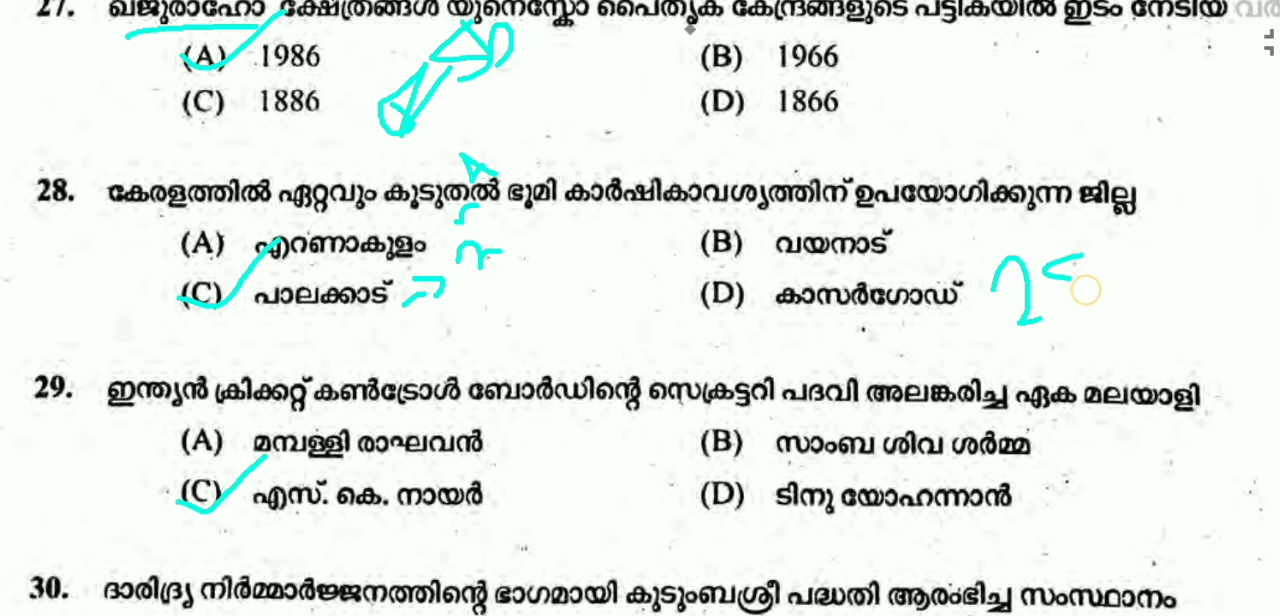 27. ഖജുരാഹോ ക്ഷേത്രങ്ങൾ യുനെസ്കോ പൈതൃക കേന്ദ്രങ്ങളുടെ പട്ടികയിൽ ഇടം നേടിയ
(A) 1986 (B) 1966
(C) 1886 (D) 1866
28. കേരളത്തിൽ ഏറ്റവും കൂടുതൽ ഭൂമി കാർഷികാവശ്യത്തിന് ഉപയോഗിക്കുന്ന ജില്ല
(A) എറണാകുളം (B) വയനാട്
(C) പാലക്കാട് (D) കാസർഗോഡ്
29. ഇന്ത്യൻ ക്രിക്കറ്റ് കൺട്രോൾ ബോർഡിന്റെ സെക്രട്ടറി പദവി അലങ്കരിച്ച ഏക മലയാളി
(A) മമ്പള്ളി രാഘവൻ (B) സാംബ ശിവ ശർമ്മ
(C) എസ്. കെ. നായർ (D) ടിനു യോഹന്നാൻ
30. ദാരിദ്ര്യ നിർമ്മാർജ്ജനത്തിന്റെ ഭാഗമായി കുടുംബശ്രീ പദ്ധതി ആരംഭിച്ച സംസ്ഥാനം